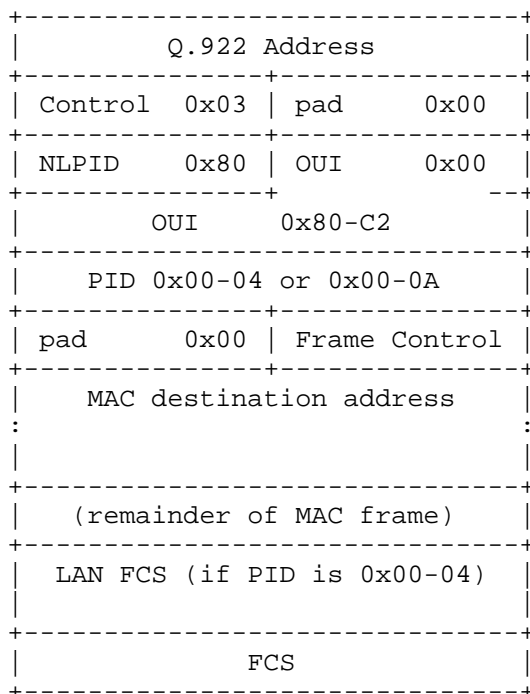 Q.922 Address
Control 0x03 | pad 0x00
NLPID 0x80 | OUI 0x00
OUI 0x80-C2
PID 0x00-04 or 0x00-0A
pad 0x00 | Frame Control
MAC destination address
(remainder of MAC frame)
LAN FCS (if PID is 0x00-04)
FCS